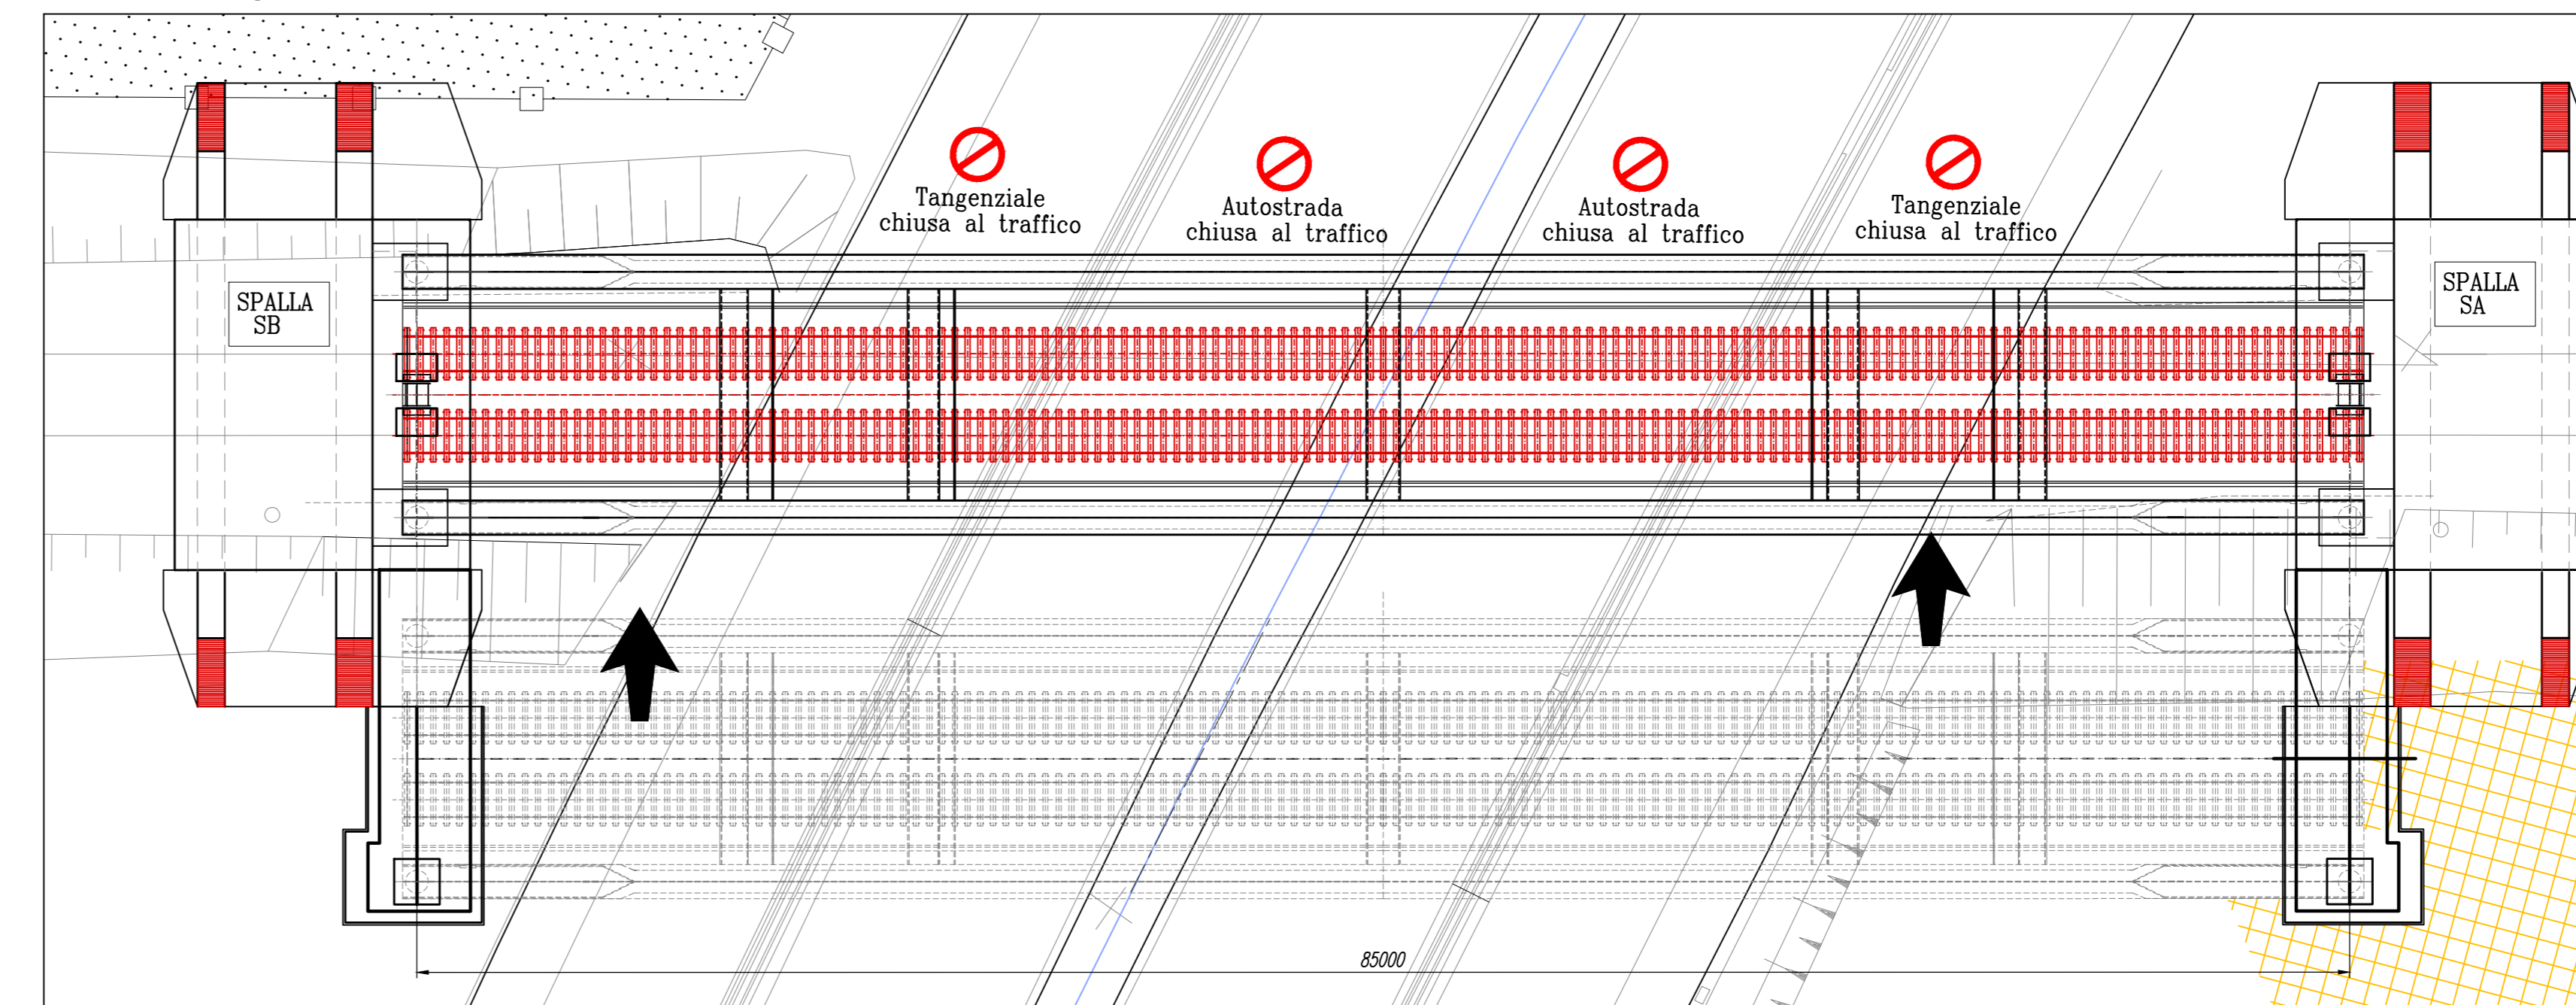 Tangenziale
chiusa al traffico
Autostrada
chiusa al traffico
Autostrada
chiusa al traffico
Tangenziale
chiusa al traffico
SPALLA
SB
SPALLA
SA
85000